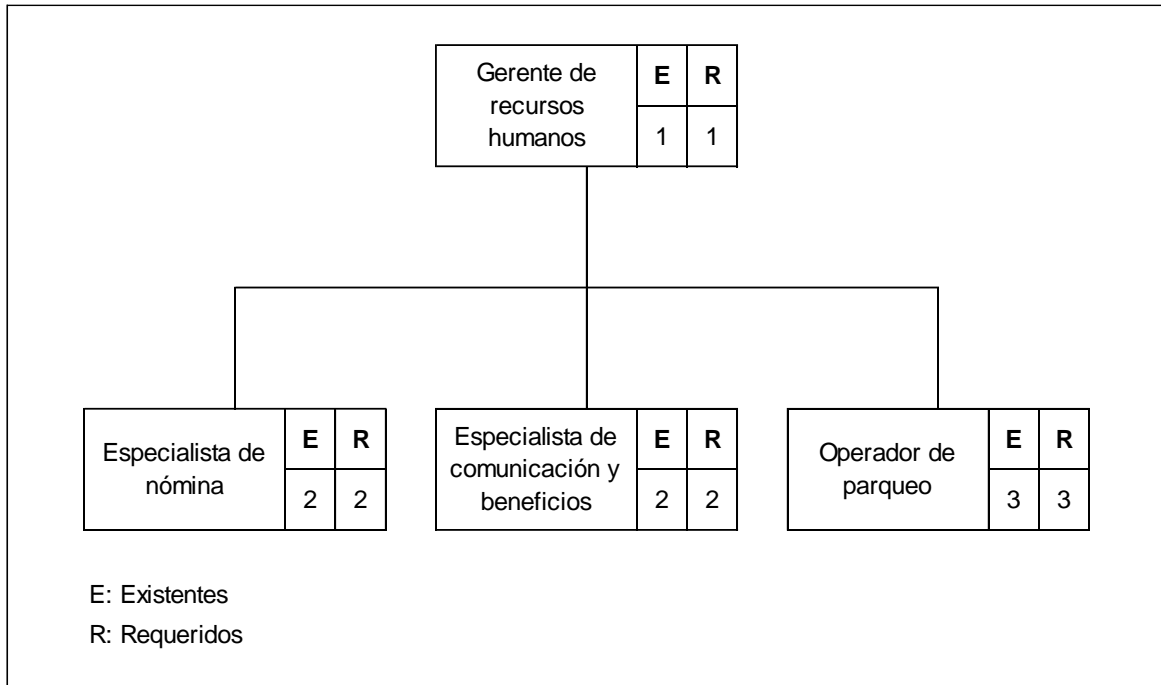 Gerente de
recursos
humanos
E R
1 1
Especialista de
nómina
E R
2 2
Especialista de
comunicación y
beneficios
E R
2 2
Operador de
parqueo
E R
3 3
E: Existentes
R: Requeridos